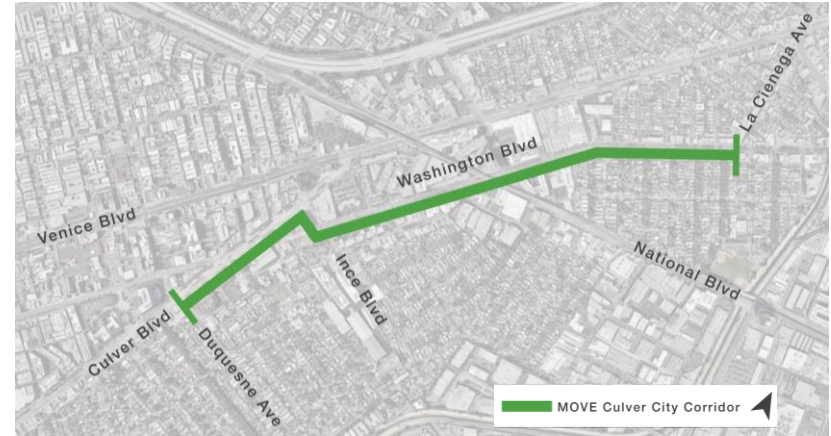 La Cienega Ave
Washington Blvd
Venice Blvd
National Blvd
Ince Blvd
Culver Blvd
Duquesne Ave
MOVE Culver City Corridor